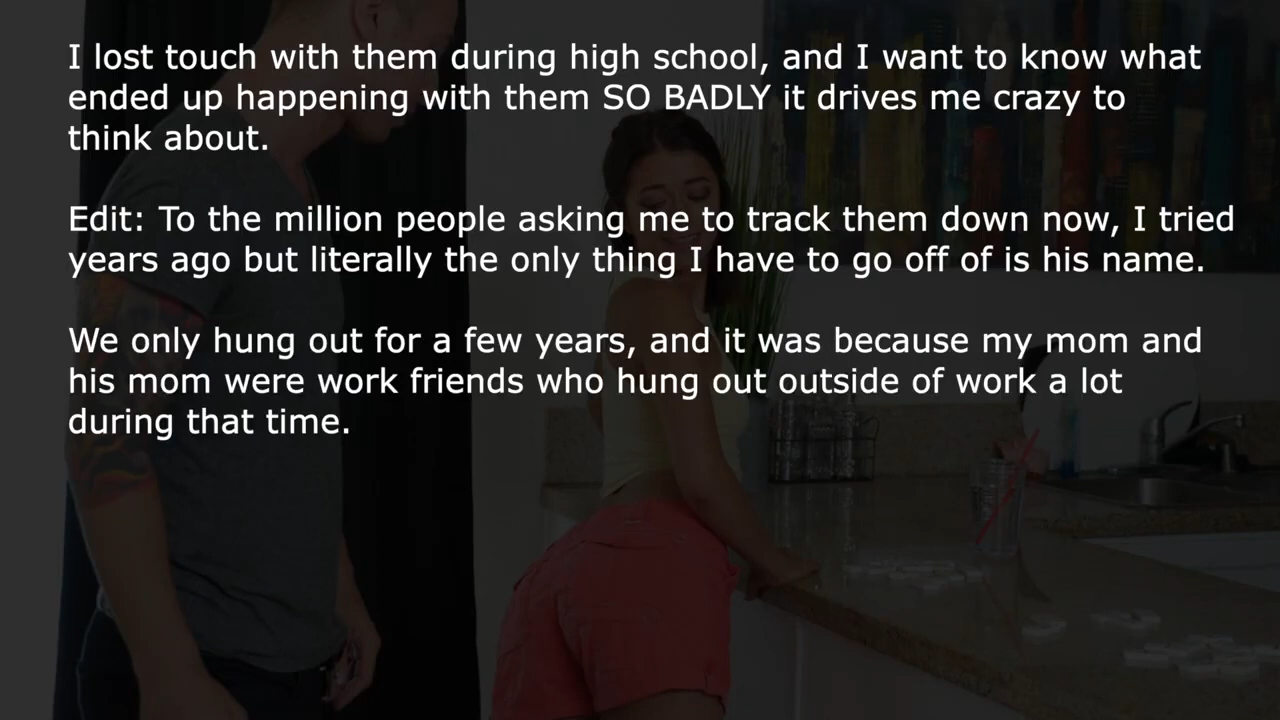 I lost touch with them during high school, and I want to know what
ended up happening with them SO BADLY it drives me crazy to
think about.
Edit: To the million people asking me to track them down now, I tried
years ago but literally the only thing I have to go off of is his name.
We only hung out for a few years, and it was because my mom and
his mom were work friends who hung out outside of work a lot
during that time.